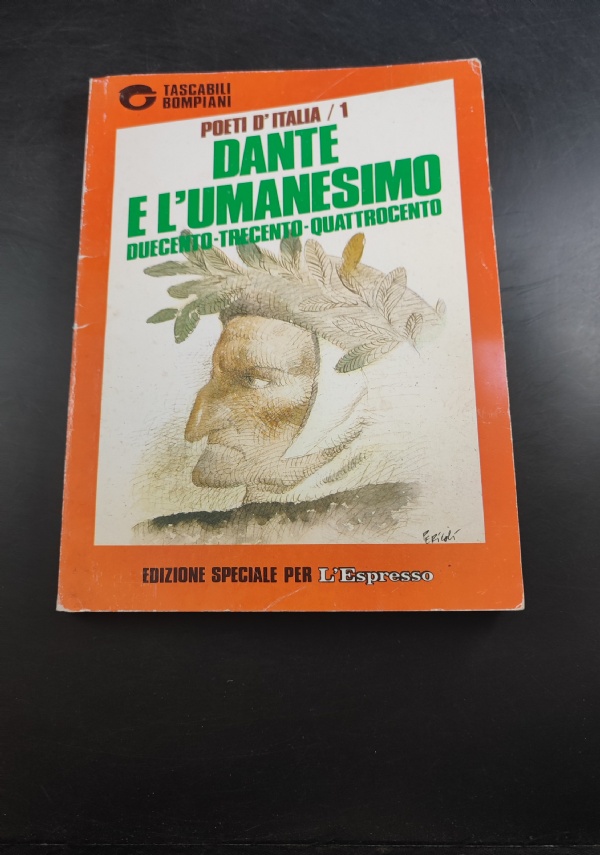 TASCABILI
BOMPIANI
POETI D'ITALIA / 1
DANTE
E L'UMANESIMO
DUECENTO-TRECENTO-QUATTROCENTO
EDIZIONE SPECIALE PER L'Espresso